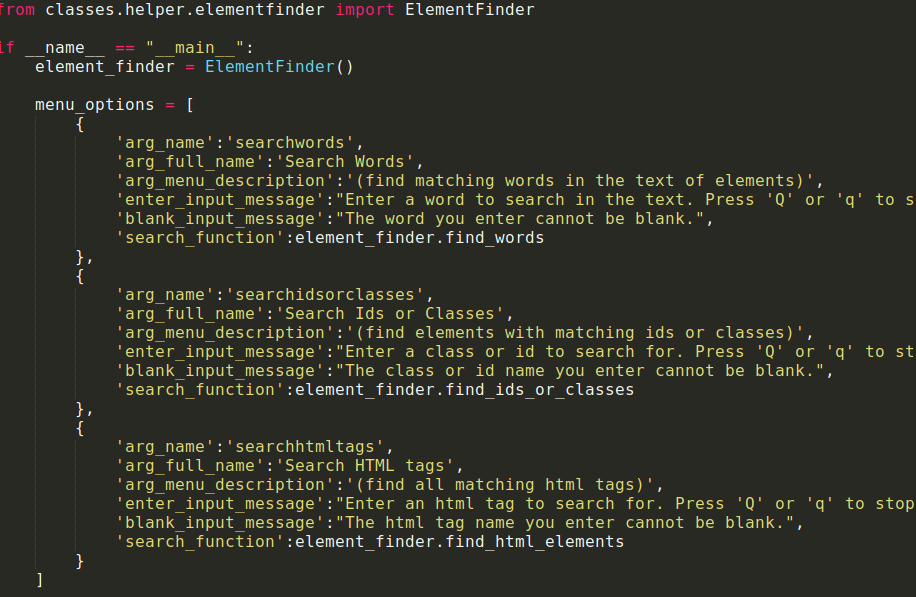 from classes.helper.elementfinder import ElementFinder
if __name__ == "__main__":
element_finder = ElementFinder()
menu_options = [
{
'arg_name':'searchwords',
'arg_full_name':'Search Words',
'arg_menu_description':'(find matching words in the text of elements)',
'enter_input_message':"Enter a word to search in the text. Press 'Q' or 'q' to s
'blank_input_message':"The word you enter cannot be blank.",
'search_function':element_finder.find_words
},
{
'arg_name':'searchidsorclasses',
'arg_full_name':'Search Ids or Classes',
'arg_menu_description':'(find elements with matching ids or classes)',
'enter_input_message':"Enter a class or id to search for. Press 'Q' or 'q' to st
'blank_input_message':"The class or id name you enter cannot be blank.",
'search_function':element_finder.find_ids_or_classes
},
{
'arg_name':'searchhtmltags',
'arg_full_name':'Search HTML tags',
'arg_menu_description':'(find all matching html tags)',
'enter_input_message':"Enter an html tag to search for. Press 'Q' or 'q' to stop
'blank_input_message':"The html tag name you enter cannot be blank.",
'search_function':element_finder.find_html_elements
}
]